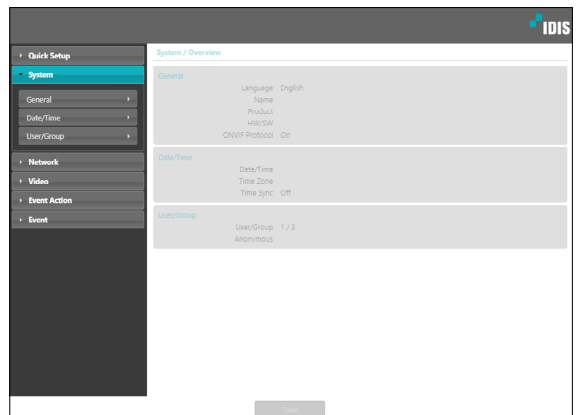 IDIS
Quick Setup
System
General
Date/Time
User/Group
Network
Video
Event Action
Event
System / Overview
General
Language English
Name
Product
HW/SW
ONVIF Protocol On
Date/Time
Date/Time
Time Zone
Time Sync Off
User/Group
User/Group 1 / 3
Anonymous
Save